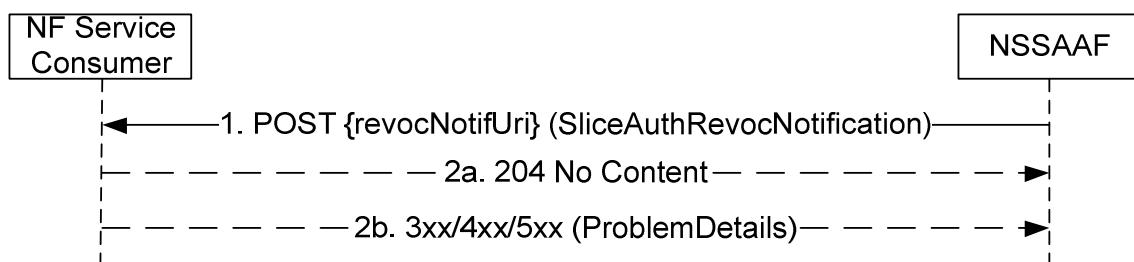 NF Service
Consumer
NSSAAF
1. POST {revocNotifUri} (SliceAuthRevocNotification)
2a. 204 No Content
2b. 3xx/4xx/5xx (ProblemDetails)